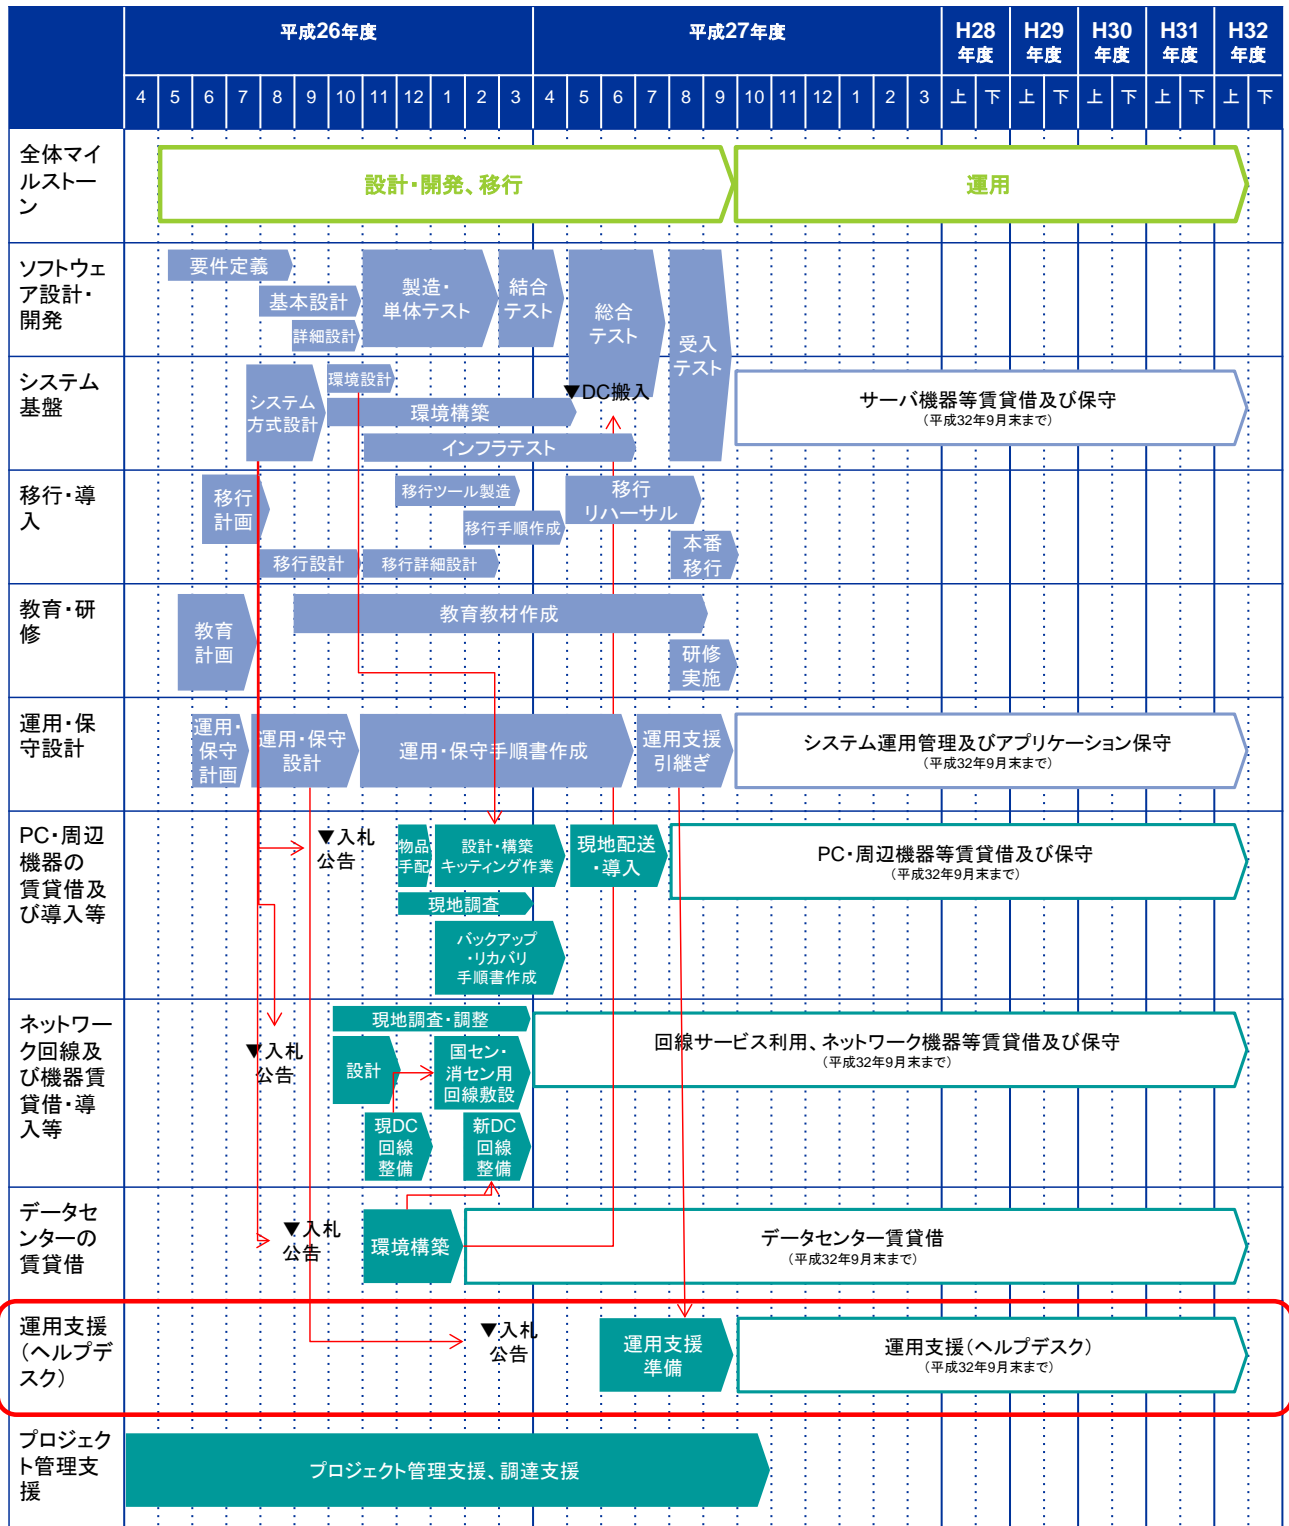 平成26年度
平成27年度
H28
年度
H29
年度
H30
年度
H31
年度
H32
年度
4 5 6 7 8 9 10 11 12 1 2 3 4 5 6 7 8 9 10 11 12 1 2 3 上 下 上 下 上 下 上 下 上 下
全体マイ
ルストー
ン
設計・開発、移行
運用
ソフトウェ
ア設計・
開発
要件定義
基本設計
詳細設計
製造・
単体テスト
結合
テスト
総合
テスト
受入
テスト
システム
基盤
システム
方式設計
環境設計
環境構築
インフラテスト
▼DC搬入
サーバ機器等賃貸借及び保守
(平成32年9月末まで)
移行・導
入
移行
計画
移行設計
移行ツール製造
移行手順作成
移行詳細設計
移行
リハーサル
本番
移行
教育・研
修
教育
計画
教育教材作成
研修
実施
運用・保
守設計
運用・
保守
計画
運用・保守
設計
運用・保守手順書作成
運用支援
引継ぎ
システム運用管理及びアプリケーション保守
(平成32年9月末まで)
PC・周辺
機器の
賃貸借及
び導入等
▼入札
公告
物品
手配
設計・構築
キッティング作業
現地調査
バックアップ
・リカバリ
手順書作成
現地配送
・導入
PC・周辺機器等賃貸借及び保守
(平成32年9月末まで)
ネットワー
ク回線及
び機器賃
貸借・導
入等
▼入札
公告
現地調査・調整
設計
国セン・
消セン用
回線敷設
現DC
回線
整備
新DC
回線
整備
回線サービス利用、ネットワーク機器等賃貸借及び保守
(平成32年9月末まで)
データセ
ンターの
賃貸借
▼入札
公告
環境構築
データセンター賃貸借
(平成32年9月末まで)
運用支援
(ヘルプデ
スク)
▼入札
公告
運用支援
準備
運用支援(ヘルプデスク)
(平成32年9月末まで)
プロジェク
ト管理支
援
プロジェクト管理支援、調達支援